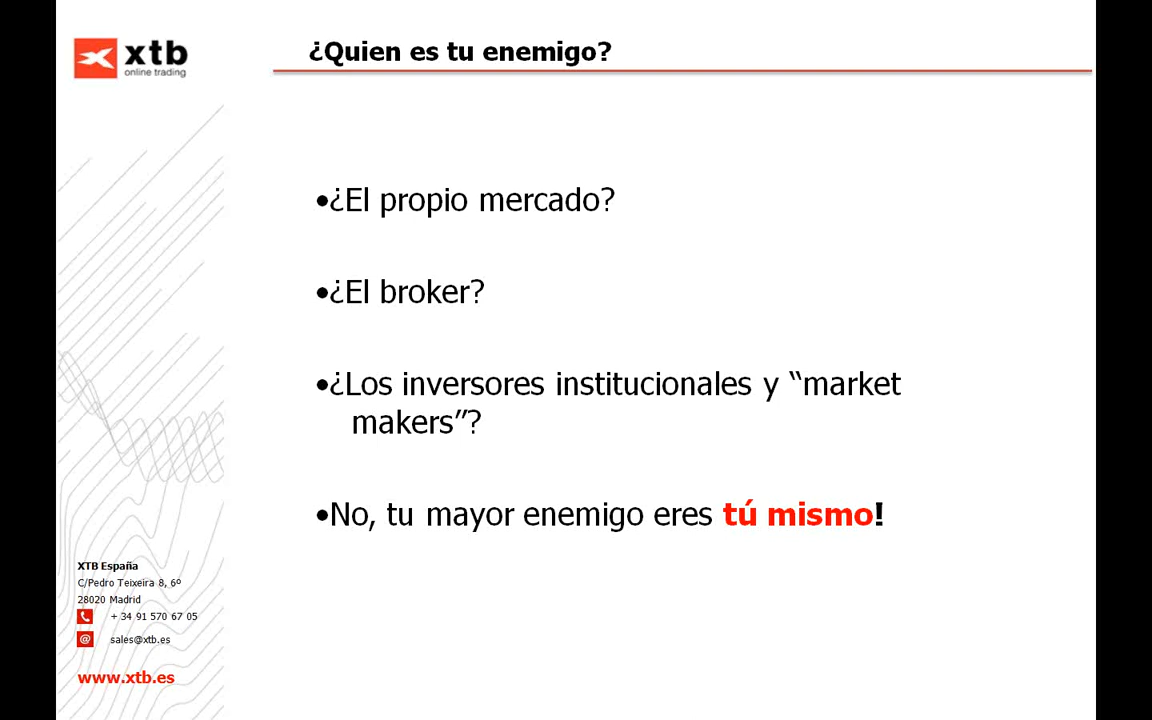 xtb
online trading
¿Quien es tu enemigo?
•¿El propio mercado?
•¿El broker?
•¿Los inversores institucionales y “market
makers”?
•No, tu mayor enemigo eres tú mismo!
XTB España
C/Pedro Teixeira 8, 6º
28020 Madrid
+ 34 91 570 67 05
@ sales@xtb.es
www.xtb.es